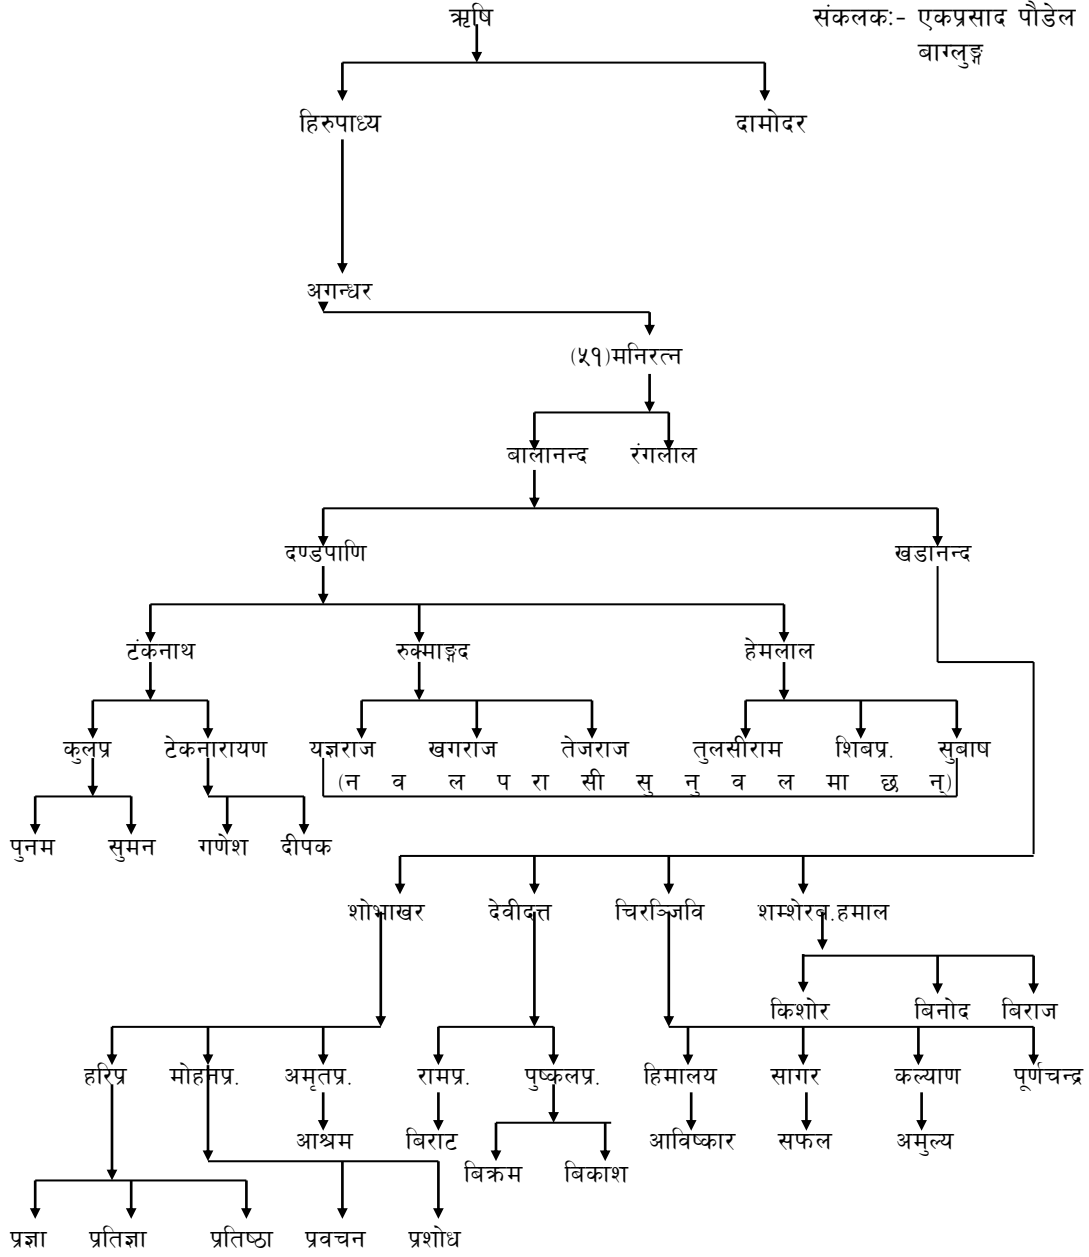 ऋषि
संकलक:- एकप्रसाद पौडेल
बाग्लुङ्ग
हिरुपाध्य दामोदर
अगन्धर
(५१)मनिरत्न
बालानन्द रंगलाल
दण्डपाणि खडानन्द
टंकनाथ रुक्माङ्गद हेमलाल
कुलप्र टेकनारायण यज्ञराज खगराज तेजराज तुलसीराम शिबप्र. सुबाष
(न व ल प रा सी सु नु व ल मा छ न्)
पुनम सुमन गणेश दीपक
शोभाखर देवीदत्त चिरञ्जिवि शम्शेरब.हमाल
किशोर बिनोद बिराज
हरिप्र मोहनप्र. अमृतप्र. रामप्र. पुष्कलप्र. हिमालय सागर कल्याण पूर्णचन्द्र
आश्रम बिराट आविष्कार सफल अमुल्य
बिक्रम बिकाश
प्रज्ञा प्रतिज्ञा प्रतिष्ठा प्रवचन प्रशोध